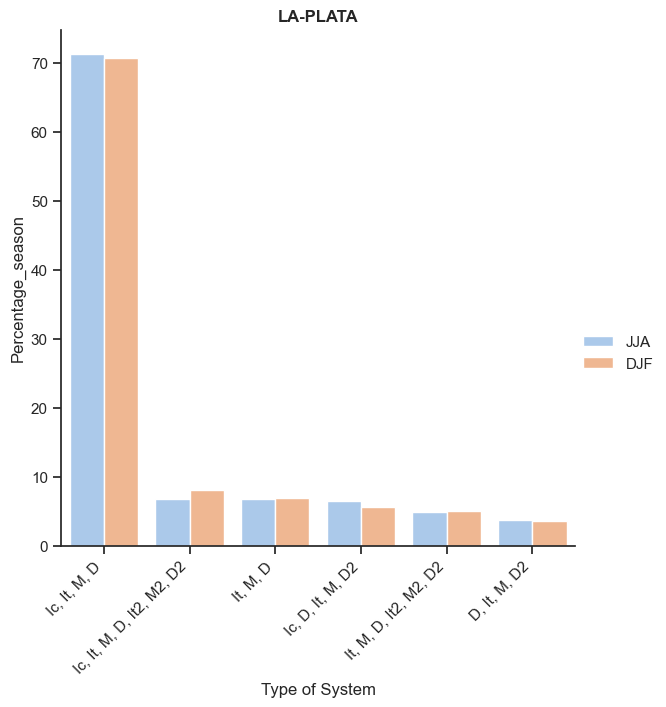 LA-PLATA
Percentage_season
70
60
50
40
30
20
10
0
Ic, It, M, D
Ic, It, M, D, It2, M2, D2
It, M, D
Ic, D, It, M, D2
It, M, D, It2, M2, D2
D, It, M, D2
Type of System
JJA
DJF